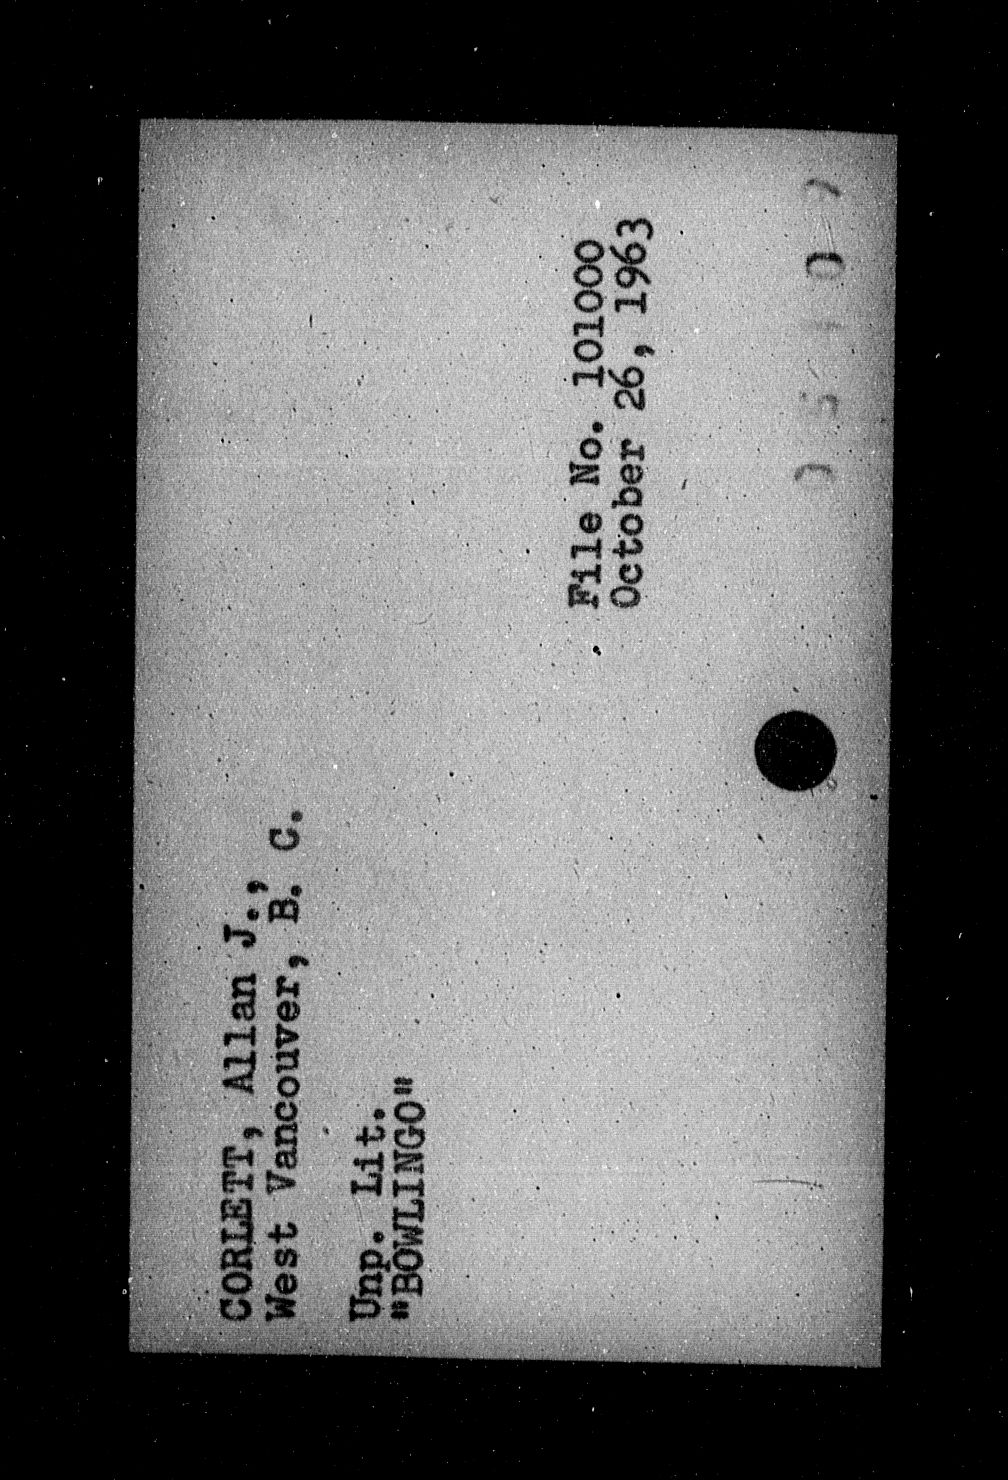 CORLETT, Allan J.,
West Vancouver, B. C.
Unp. Lit.
"BOWLINGO"
File No. 101000
October 26, 1963